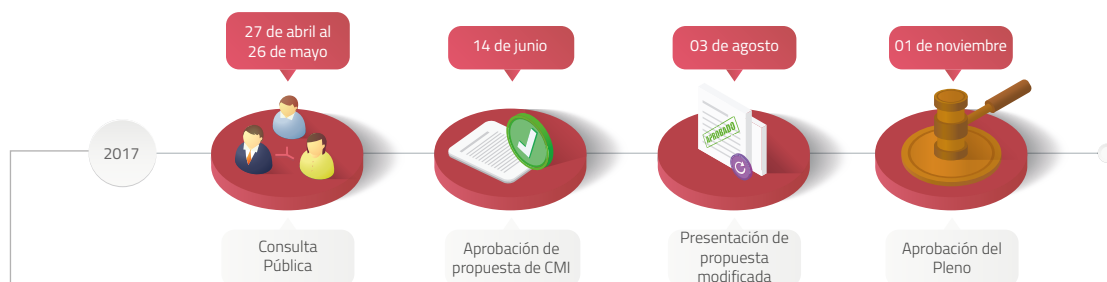 2017
27 de abril al
26 de mayo
Consulta
Pública
14 de junio
Aprobación de
propuesta de CMI
03 de agosto
APROBADO
Presentación de
propuesta
modificada
01 de noviembre
Aprobación del
Pleno